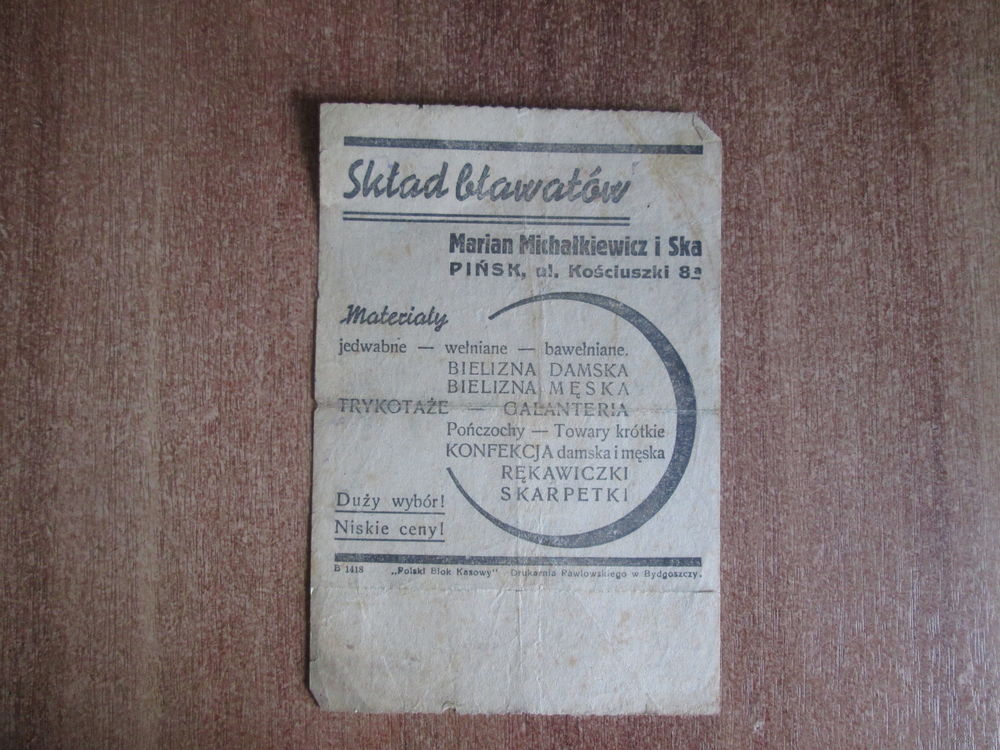 Skład bławatów
Marian Michałkiewicz i Ska
PIŃSK, ul. Kościuszki 8a
Materiały
jedwabne — wełniane — bawełniane.
BIELIZNA DAMSKA
BIELIZNA MĘSKA
TRYKOTAŻE — GALANTERIA
Pończochy — Towary krótkie
KONFEKCJA damska i męska
RĘKAWICZKI
SKARPETKI
Duży wybór!
Niskie ceny!
B 1418 „Polski Blok Kasowy" Drukarnia Pawlowskiego w Bydgoszczy.